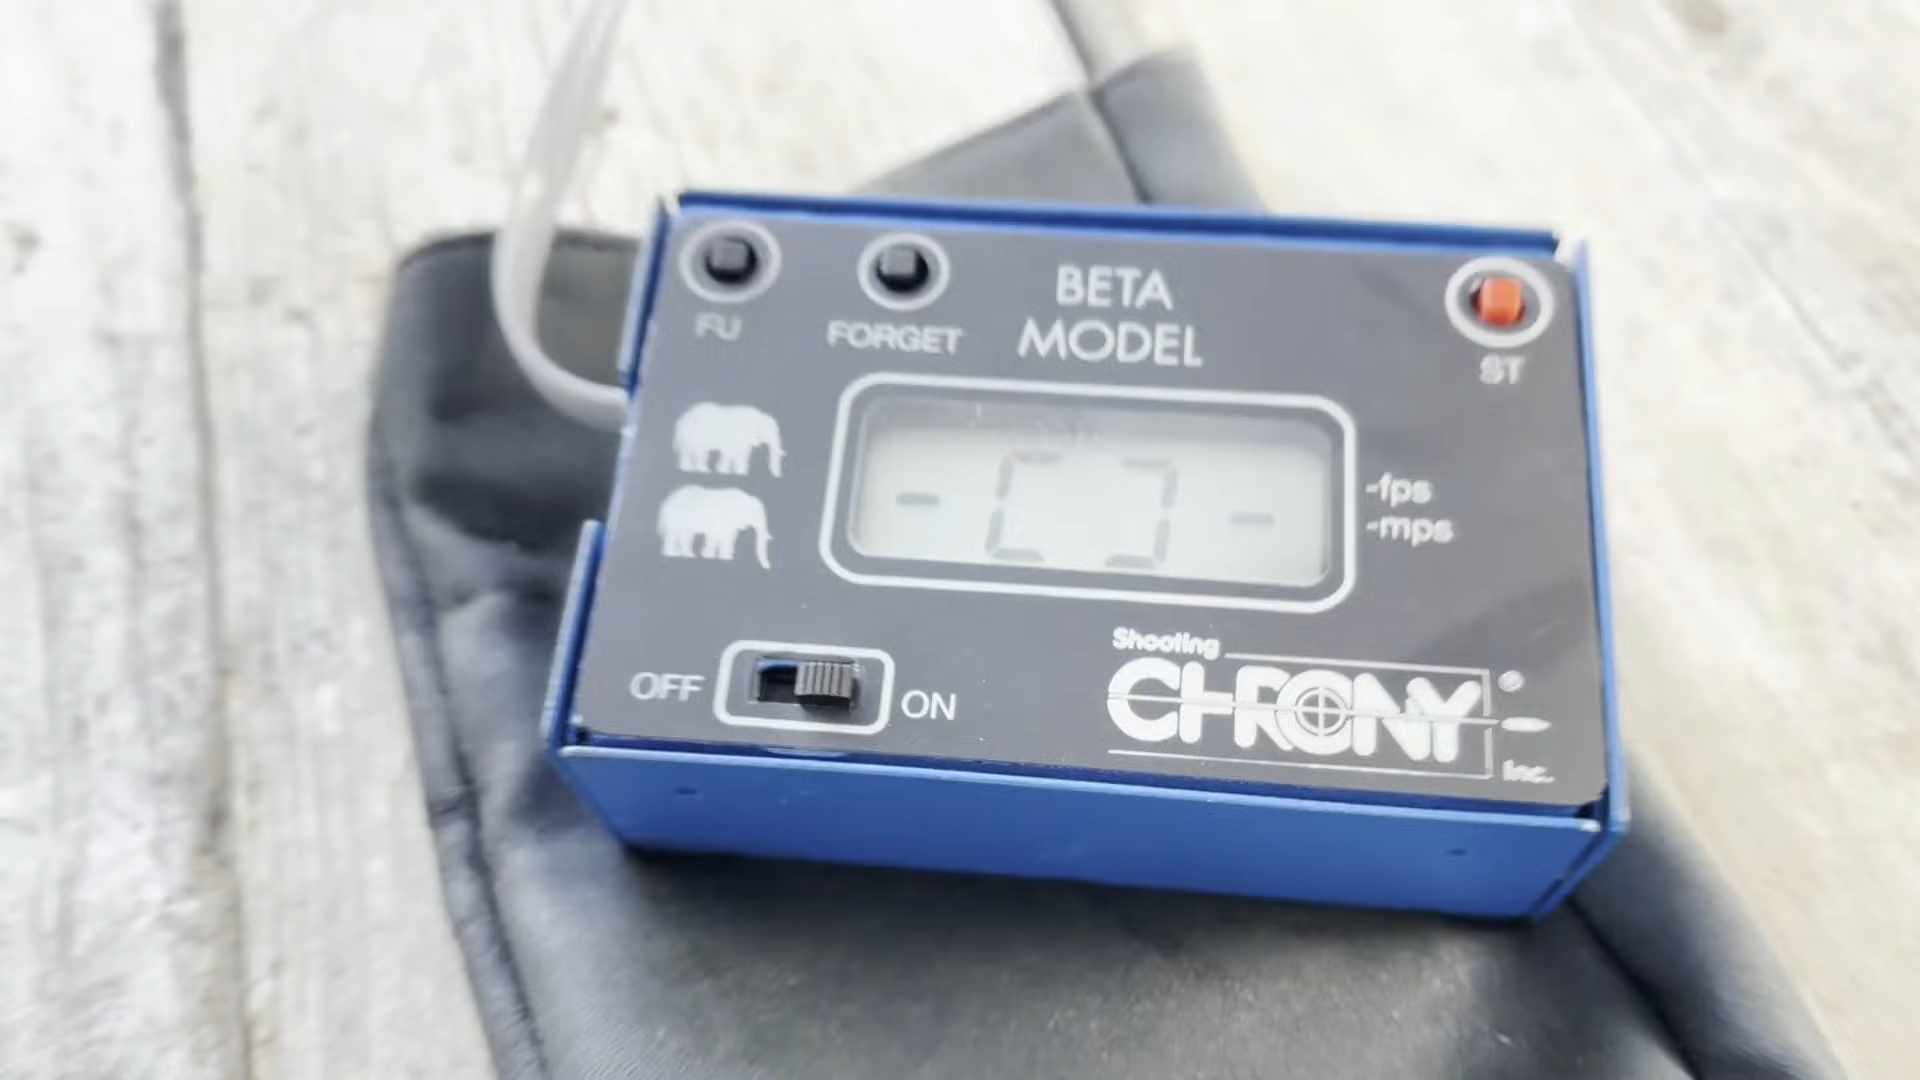 FU
FORGET
BETA
MODEL
ST
-fps
-mps
OFF
ON
Shooting
CHRONY
Inc.